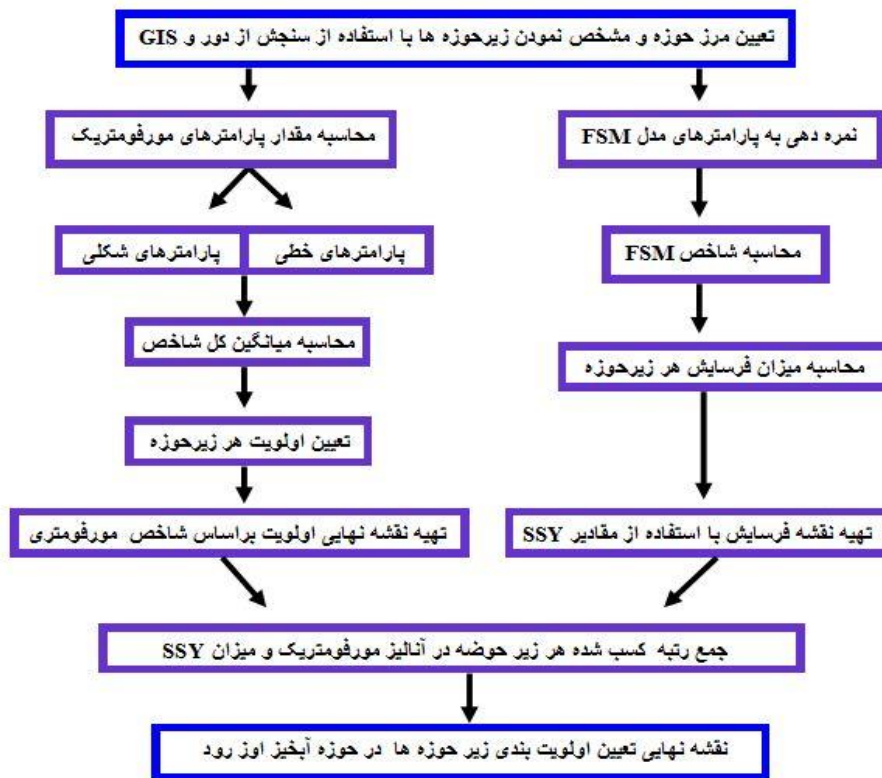 تعیین مرز حوزه و مشخص نمودن زیرحوزه ها با استفاده از سنجش از دور و GIS
محاسبه مقدار پارامترهای مورفومتریک
نمره دهی به پارامترهای مدل FSM
پارامترهای خطی
پارامترهای شکلی
محاسبه شاخص FSM
محاسبه میانگین کل شاخص
محاسبه میزان فرسایش هر زیرحوزه
تعیین اولویت هر زیرحوزه
تهیه نقشه نهایی اولویت براساس شاخص مورفومتری
تهیه نقشه فرسایش با استفاده از مقادیر SSY
جمع رتبه کسب شده هر زیر حوضه در آنالیز مورفومتریک و میزان SSY
نقشه نهایی تعیین اولویت بندی زیر حوزه ها در حوزه آبخیز اوز رود